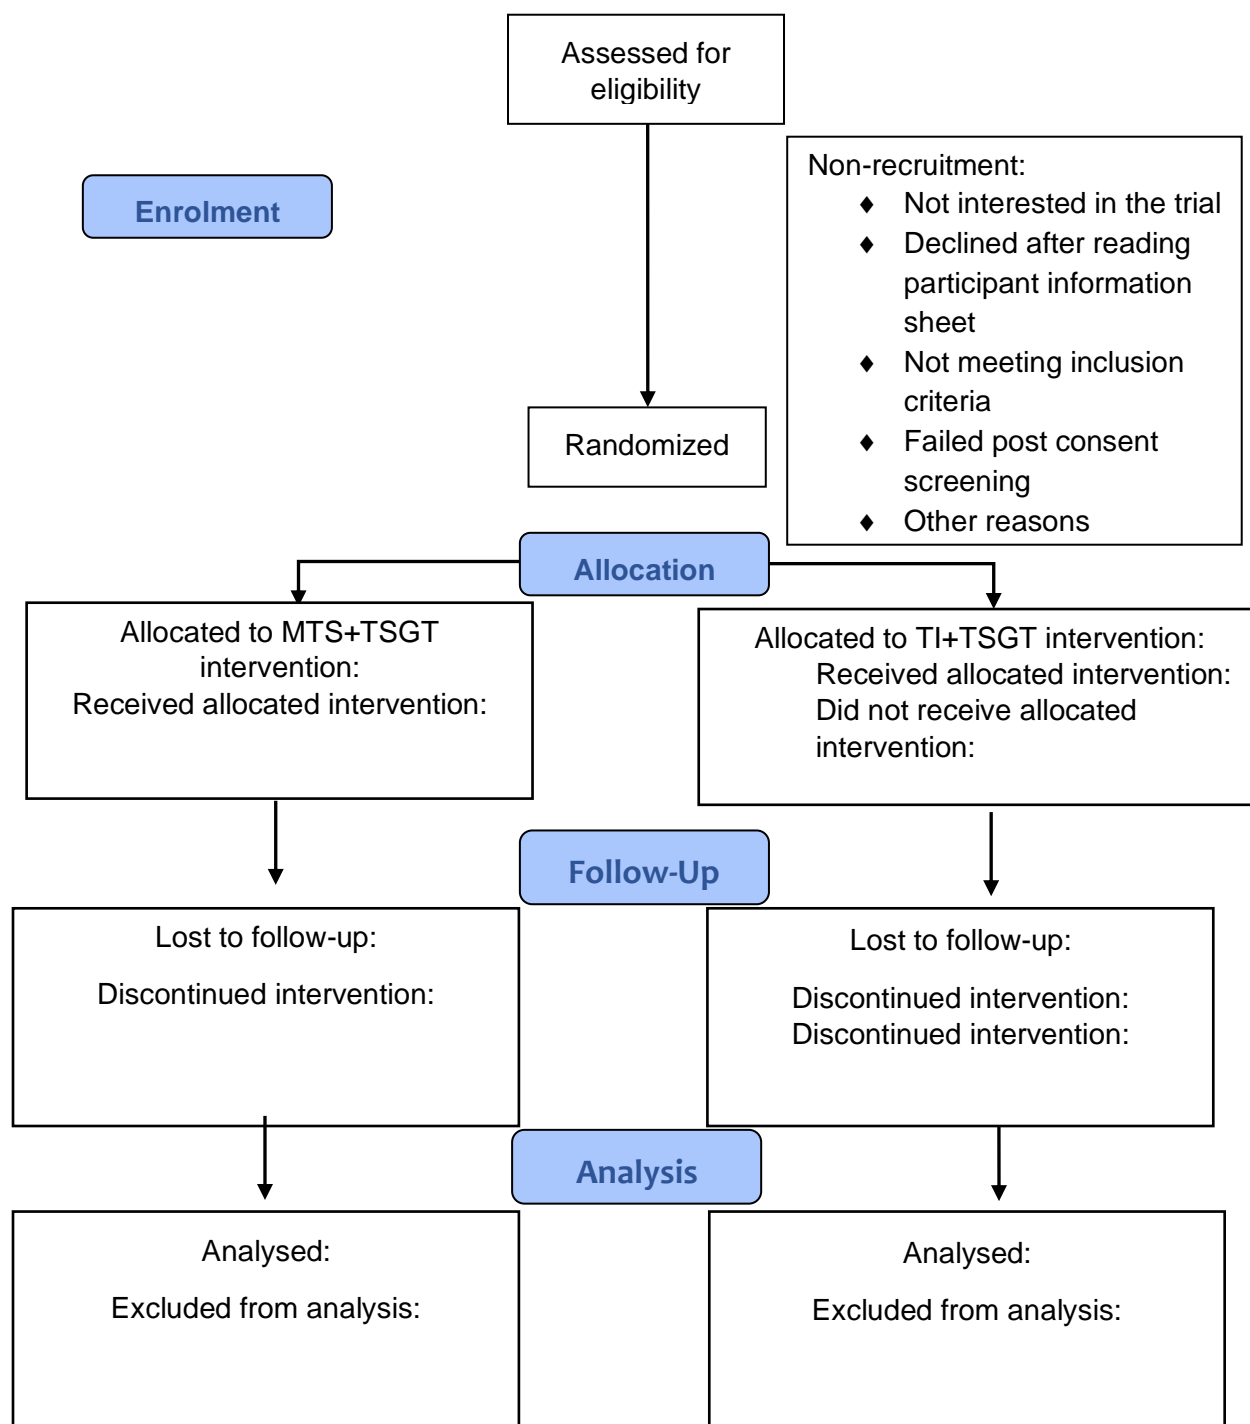 Assessed for
eligibility
Enrolment
Non-recruitment:
♦ Not interested in the trial
♦ Declined after reading
participant information
sheet
♦ Not meeting inclusion
criteria
♦ Failed post consent
screening
♦ Other reasons
Randomized
Allocation
Allocated to MTS+TSGT
intervention:
Received allocated intervention:
Allocated to TI+TSGT intervention:
Received allocated intervention:
Did not receive allocated
intervention:
Follow-Up
Lost to follow-up:
Discontinued intervention:
Lost to follow-up:
Discontinued intervention:
Discontinued intervention:
Analysis
Analysed:
Excluded from analysis:
Analysed:
Excluded from analysis: